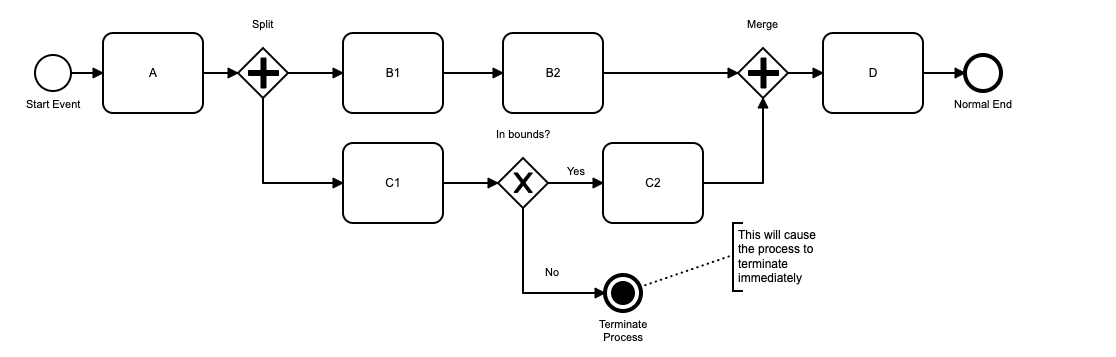 Split
Merge
A
B1
B2
D
Start Event
Normal End
In bounds?
Yes
C1
C2
This will cause
the process to
terminate
immediately
No
Terminate
Process